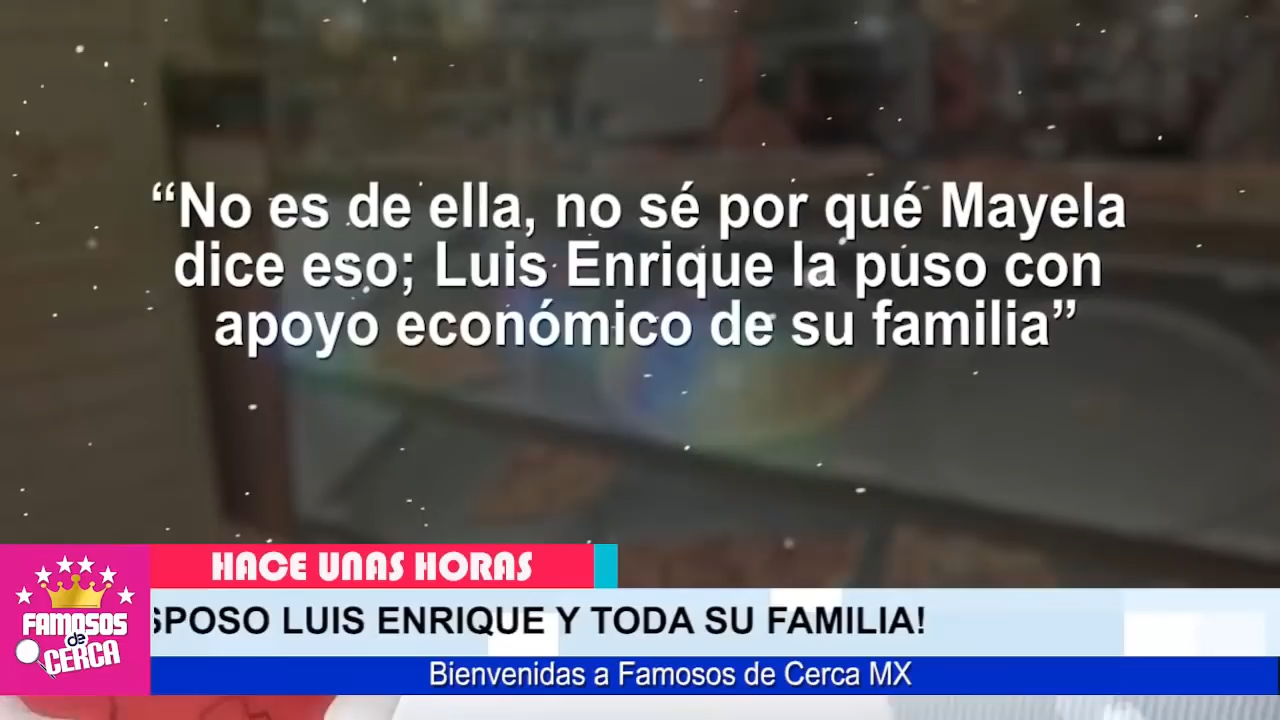 “No es de ella, no sé por qué Mayela
dice eso; Luis Enrique la puso con
apoyo económico de su familia”
HACE UNAS HORAS
FAMOSOS
de
CERCA
SPOSO LUIS ENRIQUE Y TODA SU FAMILIA!
Bienvenidas a Famosos de Cerca MX